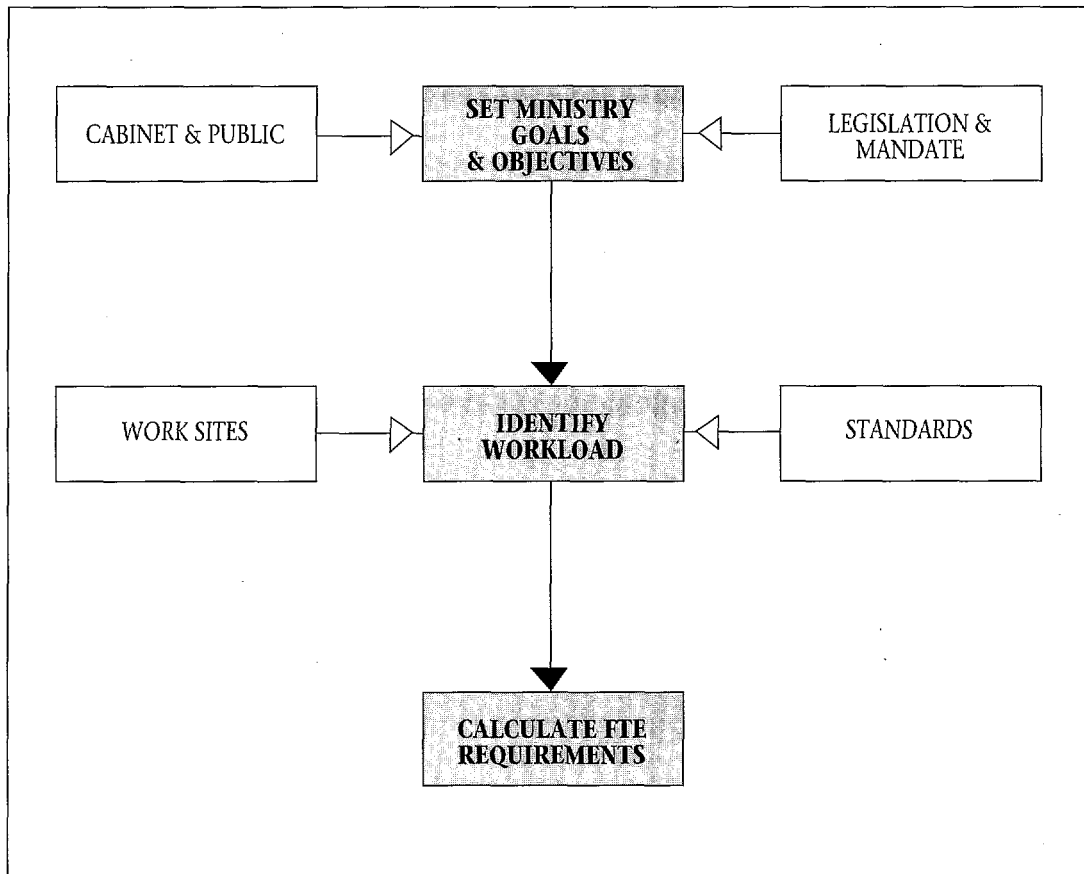 CABINET & PUBLIC
SET MINISTRY
GOALS
& OBJECTIVES
LEGISLATION &
MANDATE
WORK SITES
IDENTIFY
WORKLOAD
STANDARDS
CALCULATE FTE
REQUIREMENTS